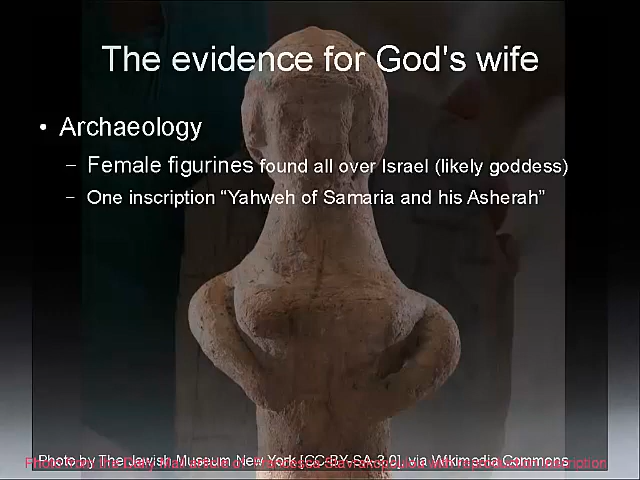 The evidence for God's wife
• Archaeology
– Female figurines found all over Israel (likely goddess)
– One inscription “Yahweh of Samaria and his Asherah”
Photo by The Jewish Museum New York [CC-BY-SA-3.0], via Wikimedia Commons